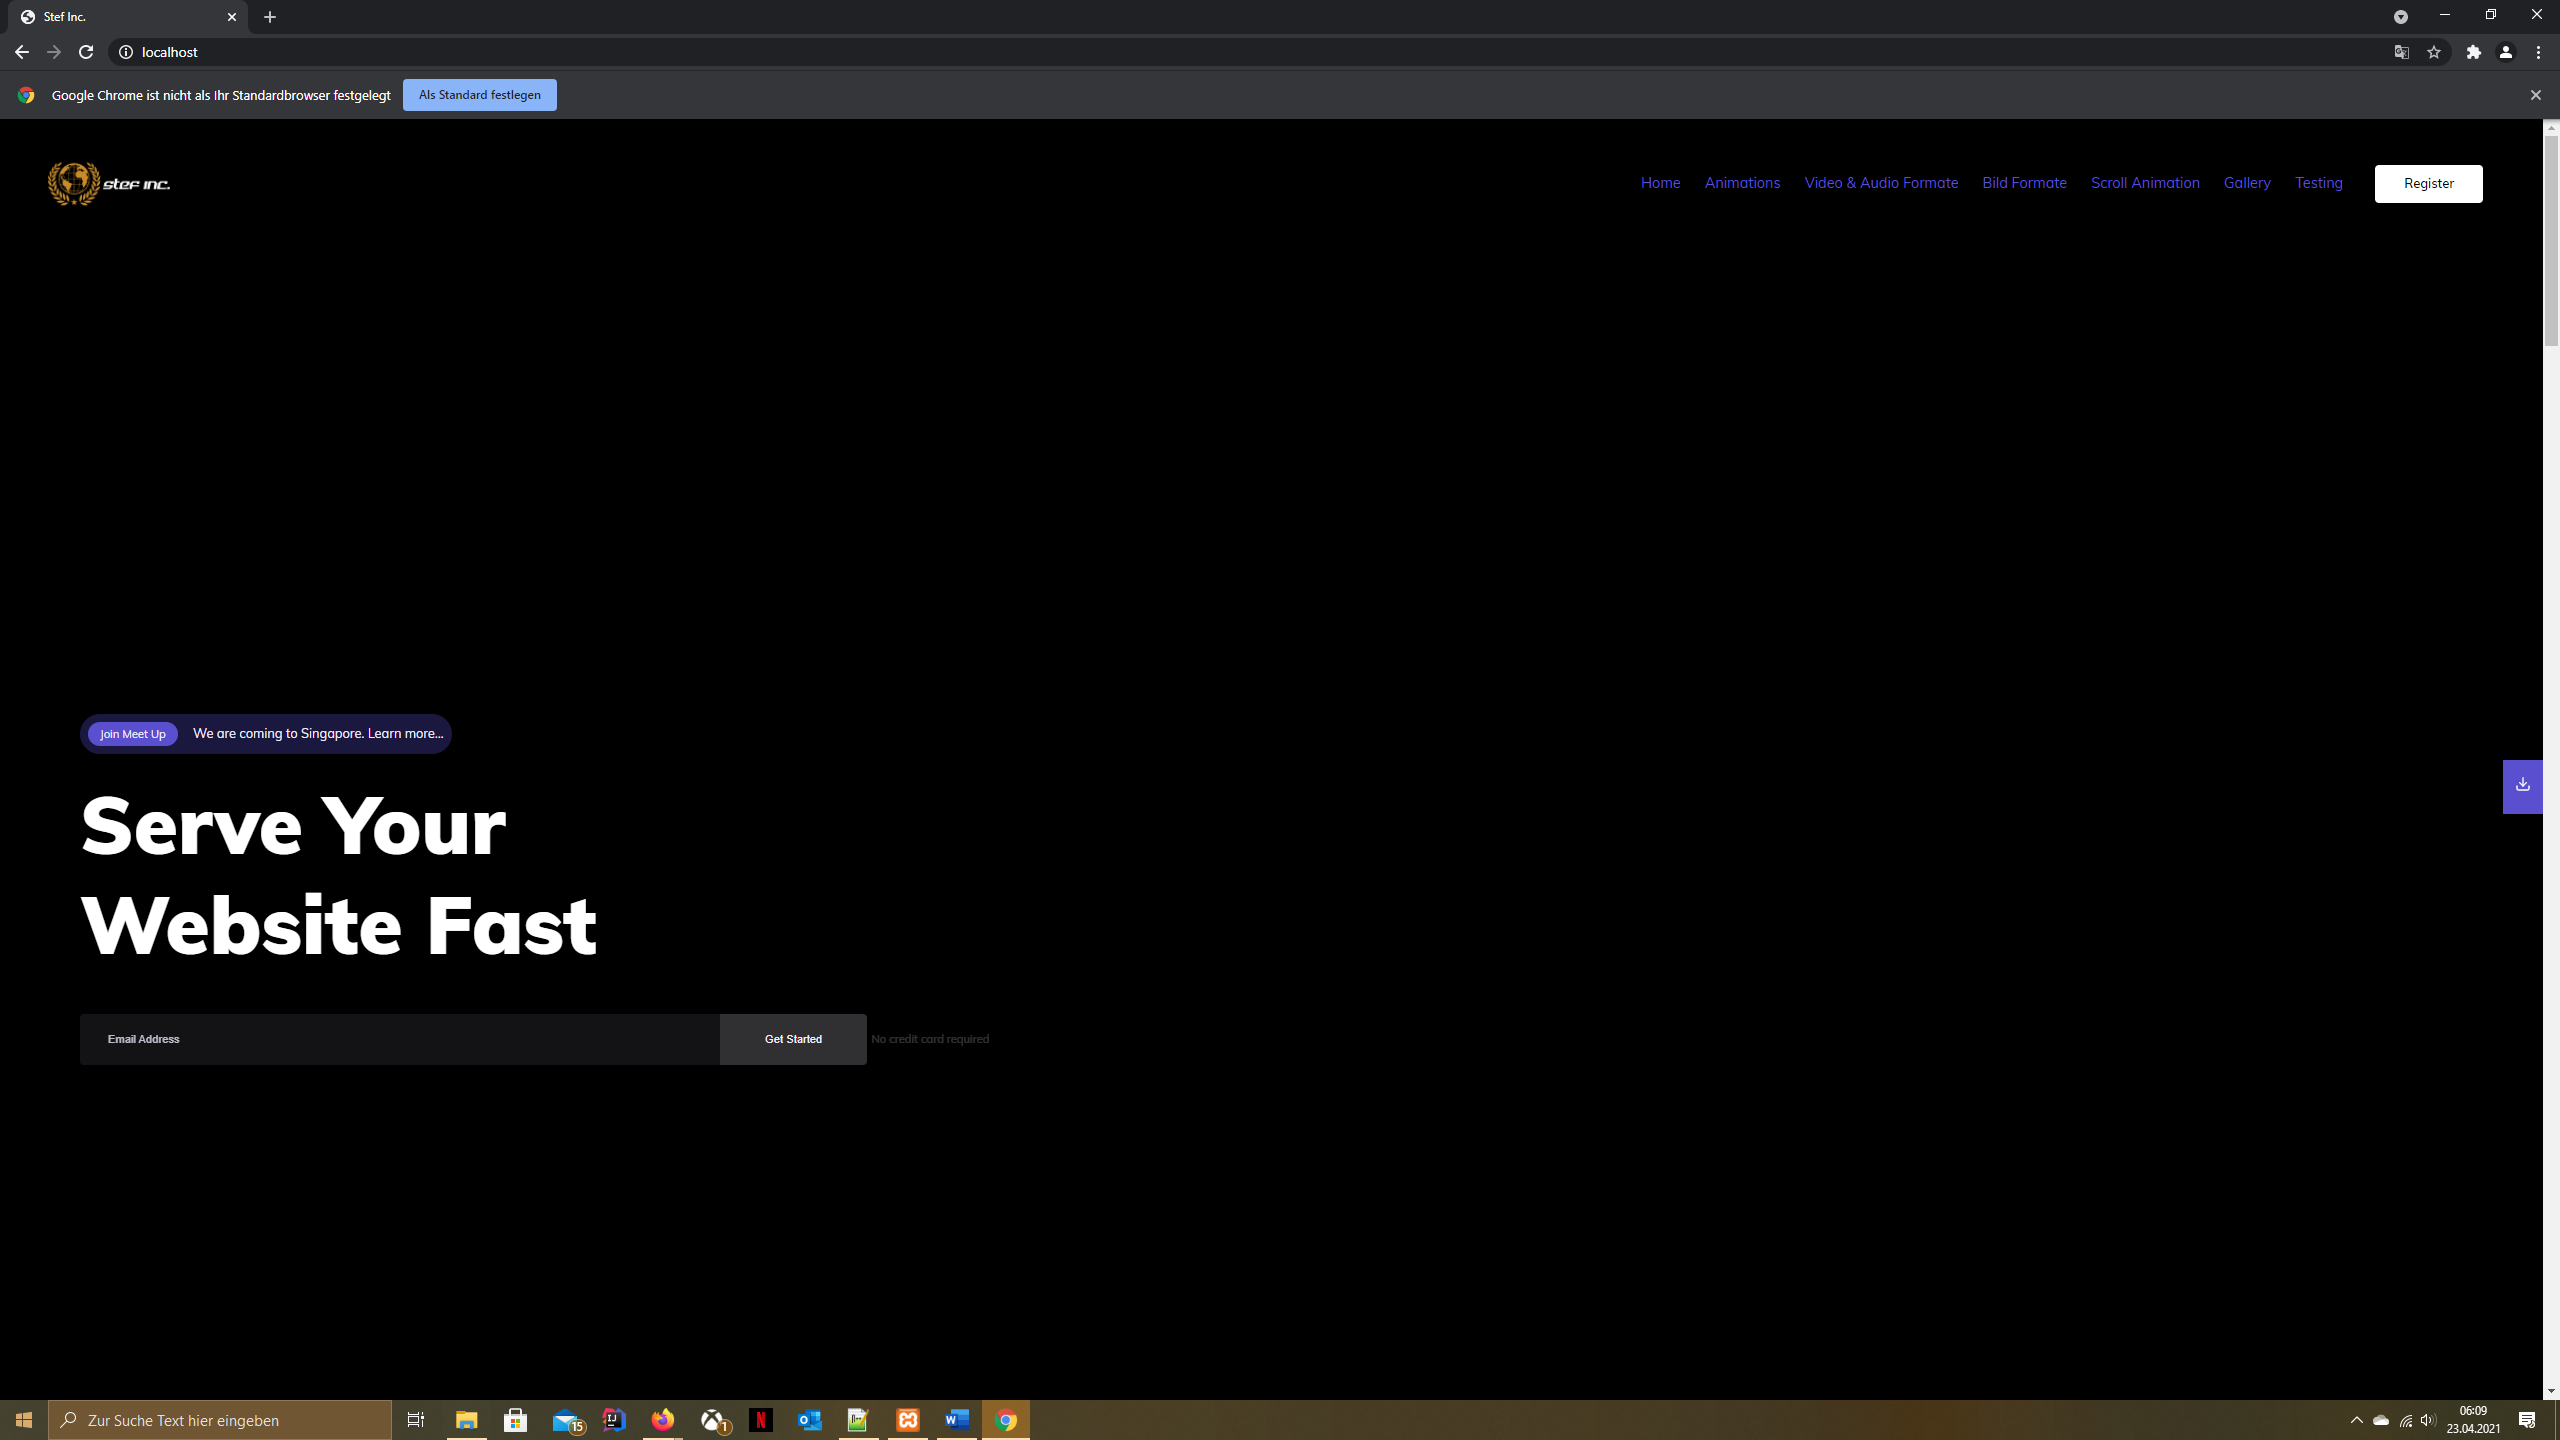 Stef Inc.
localhost
Google Chrome ist nicht als Ihr Standardbrowser festgelegt Als Standard festlegen
stef inc. Home Animations Video & Audio Formate Bild Formate Scroll Animation Gallery Testing Register
Join Meet Up We are coming to Singapore. Learn more...
Serve Your
Website Fast
Email Address Get Started No credit card required
Zur Suche Text hier eingeben 15 1 06:09
23.04.2021